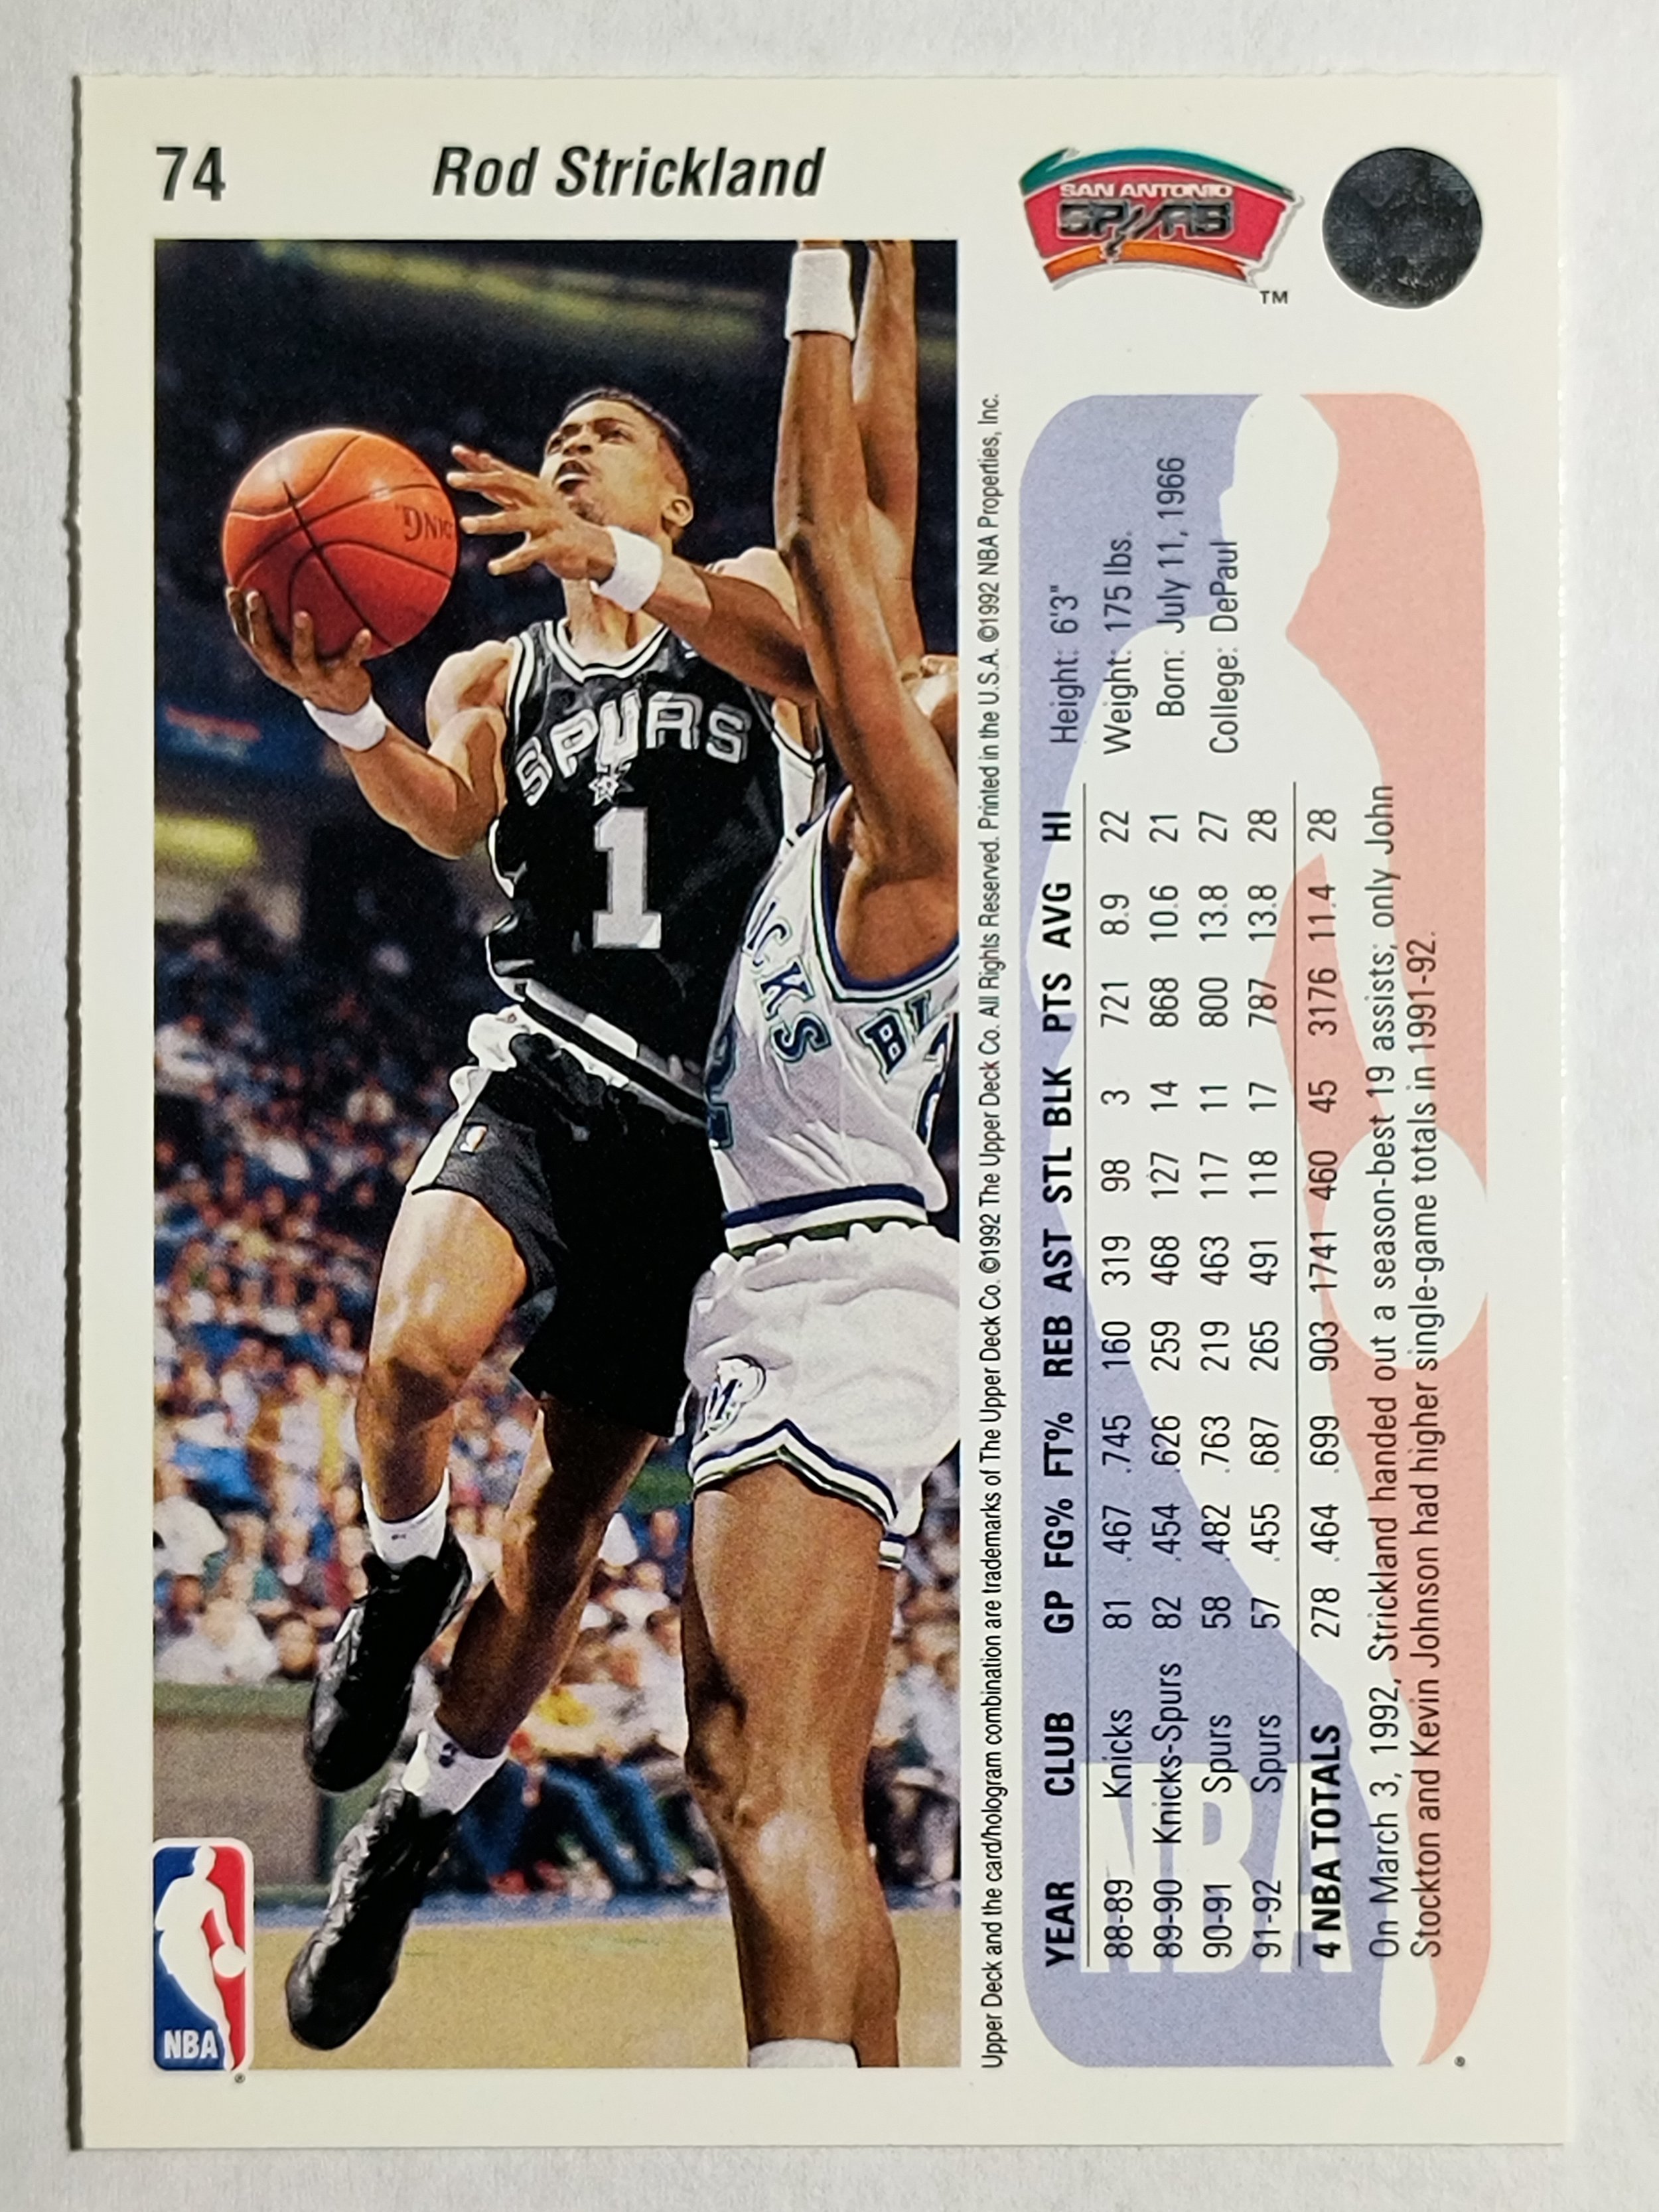 74
Rod Strickland
SAN ANTONIO
SPURS
TM
SPURS
1
ICKS
NBA
®
Upper Deck and the card/hologram combination are trademarks of The Upper Deck Co. ©1992 The Upper Deck Co. All Rights Reserved. Printed in the U.S.A. ©1992 NBA Properties, Inc.
Height: 6'3"
Weight: 175 lbs.
Born: July 11, 1966
College: DePaul
YEAR CLUB GP FG% FT% REB AST STL BLK PTS AVG HI
88-89 Knicks 81 .467 .745 160 319 98 3 721 8.9 22
89-90 Knicks-Spurs 82 .454 .626 259 468 127 14 868 10.6 21
90-91 Spurs 58 .482 .763 219 463 117 11 800 13.8 27
91-92 Spurs 57 .455 .687 265 491 118 17 787 13.8 28
4 NBA TOTALS 278 .464 .699 903 1741 460 45 3176 11.4 28
On March 3, 1992, Strickland handed out a season-best 19 assists; only John
Stockton and Kevin Johnson had higher single-game totals in 1991-92.
NBA
®